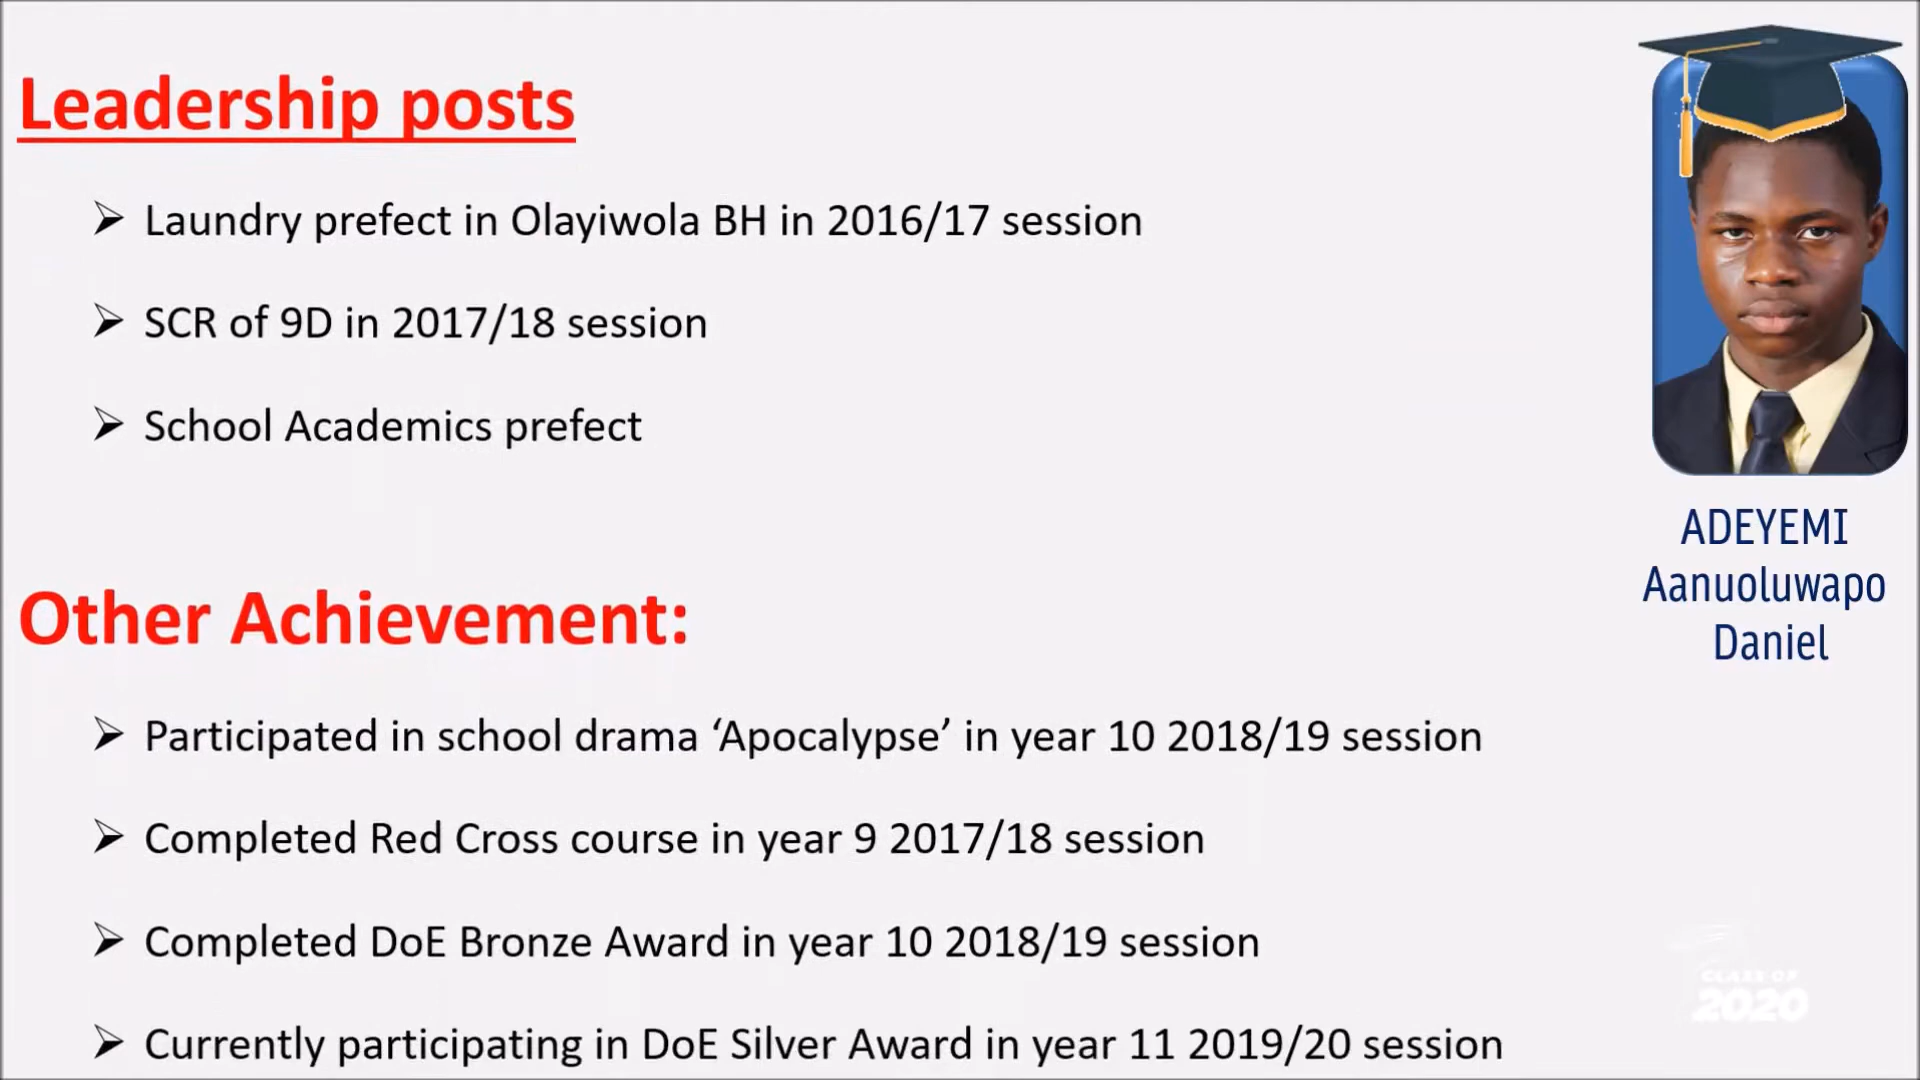 Leadership posts
Laundry prefect in Olayiwola BH in 2016/17 session
SCR of 9D in 2017/18 session
School Academics prefect
Other Achievement:
Participated in school drama ‘Apocalypse’ in year 10 2018/19 session
Completed Red Cross course in year 9 2017/18 session
Completed DoE Bronze Award in year 10 2018/19 session
Currently participating in DoE Silver Award in year 11 2019/20 session
ADEYEMI
Aanuoluwapo
Daniel
CLASS OF
2020